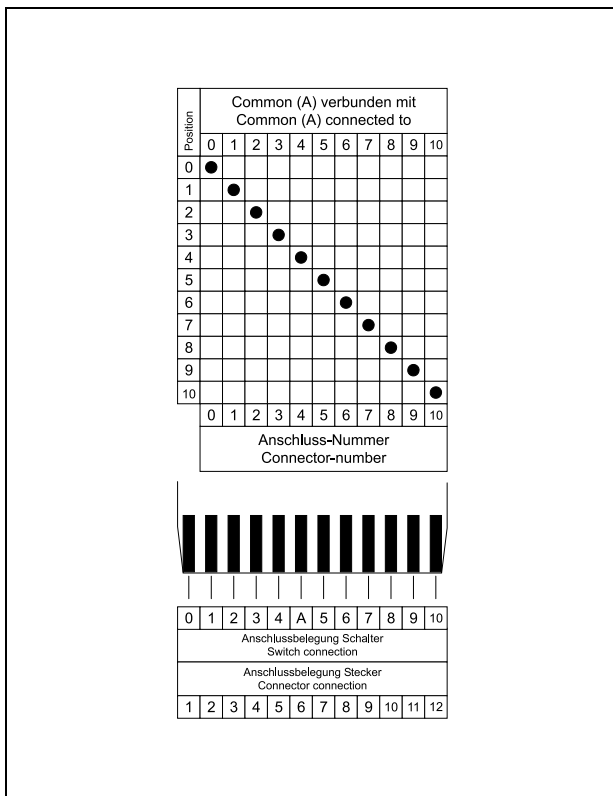 Position
Common (A) verbunden mit
Common (A) connected to
0 1 2 3 4 5 6 7 8 9 10
0
1
2
3
4
5
6
7
8
9
10
0 1 2 3 4 5 6 7 8 9 10
Anschluss-Nummer
Connector-number
0 1 2 3 4 A 5 6 7 8 9 10
Anschlussbelegung Schalter
Switch connection
Anschlussbelegung Stecker
Connector connection
1 2 3 4 5 6 7 8 9 10 11 12